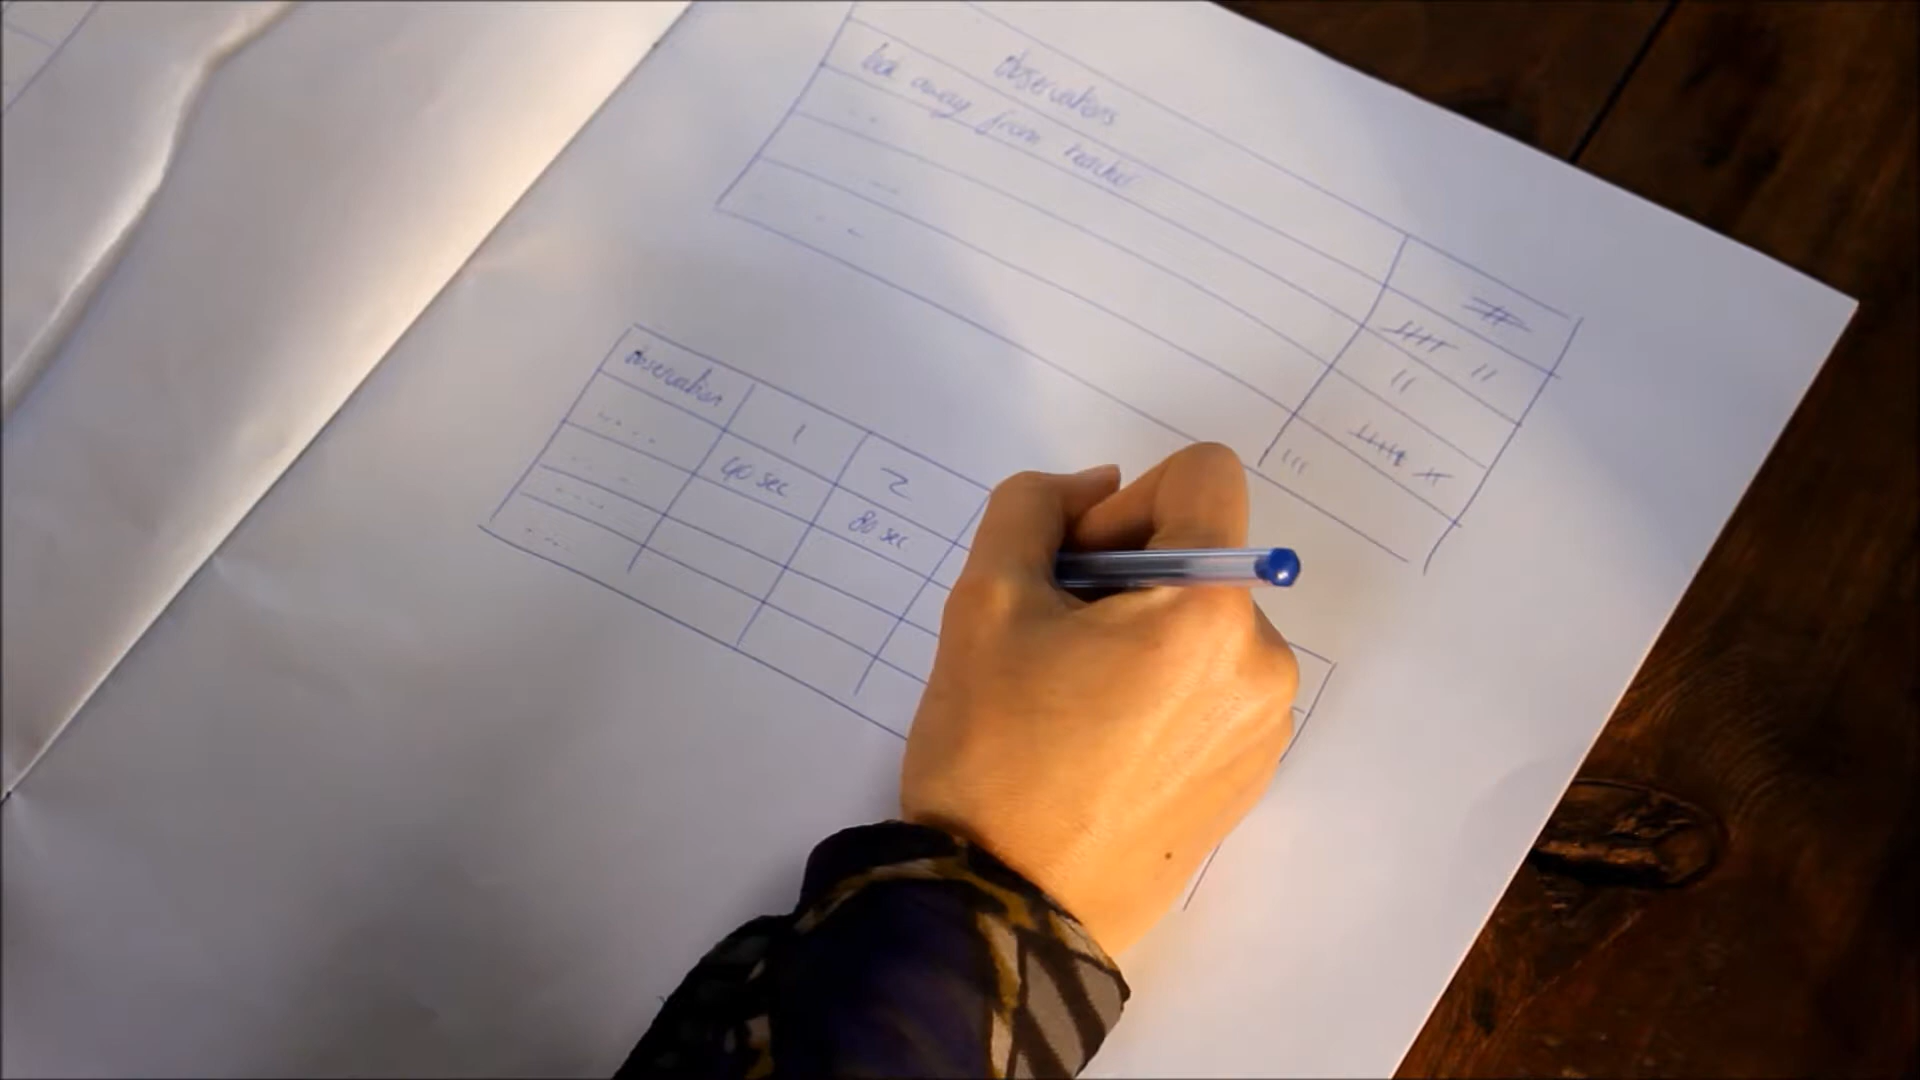 Observations
#
look away from teacher
Observation 1 2
40 sec 80 sec